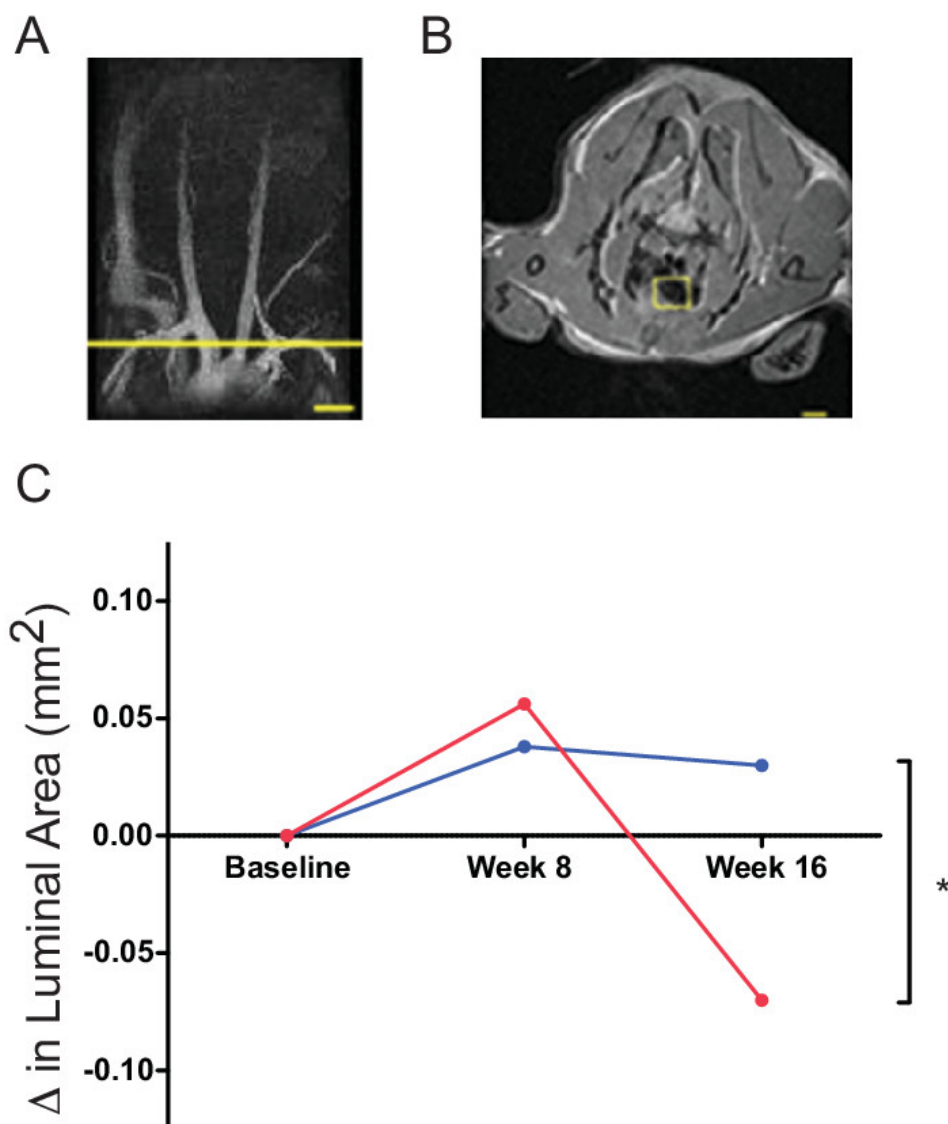 A
B
C
Δ in Luminal Area (mm²)
0.10
0.05
0.00
-0.05
-0.10
Baseline
Week 8
Week 16
*